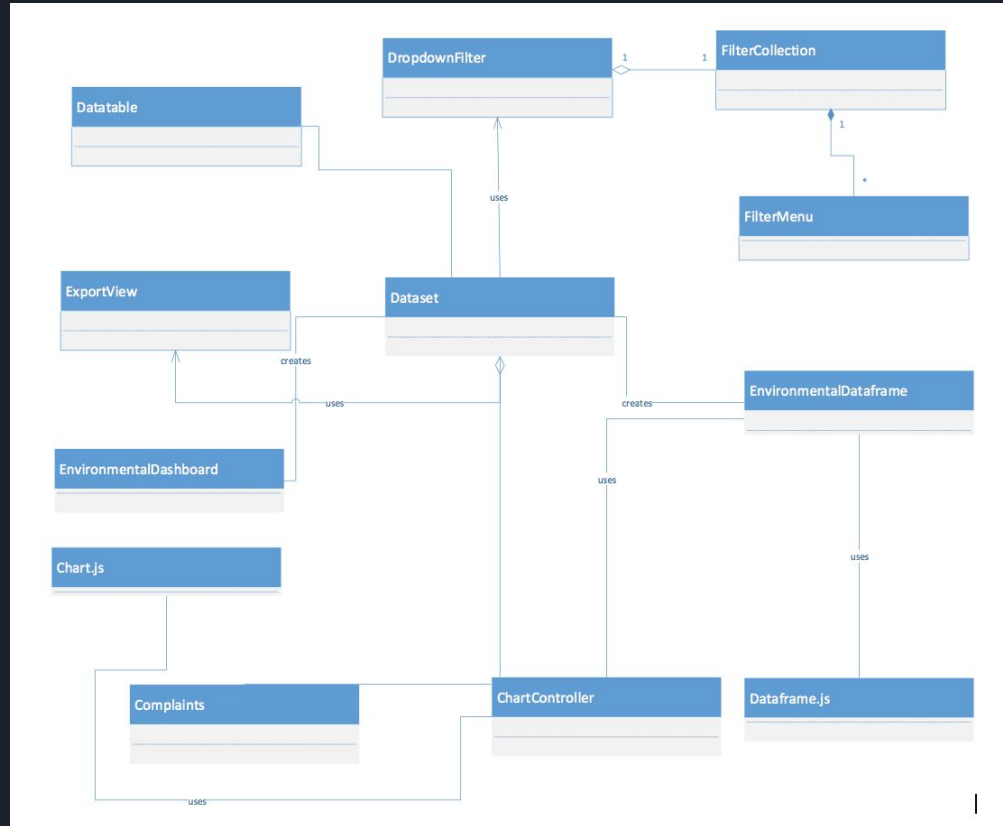 DropdownFilter
1
1
FilterCollection
Datatable
1
*
uses
FilterMenu
ExportView
Dataset
creates
uses
creates
EnvironmentalDataframe
EnvironmentalDashboard
uses
Chart.js
uses
Complaints
ChartController
Dataframe.js
uses